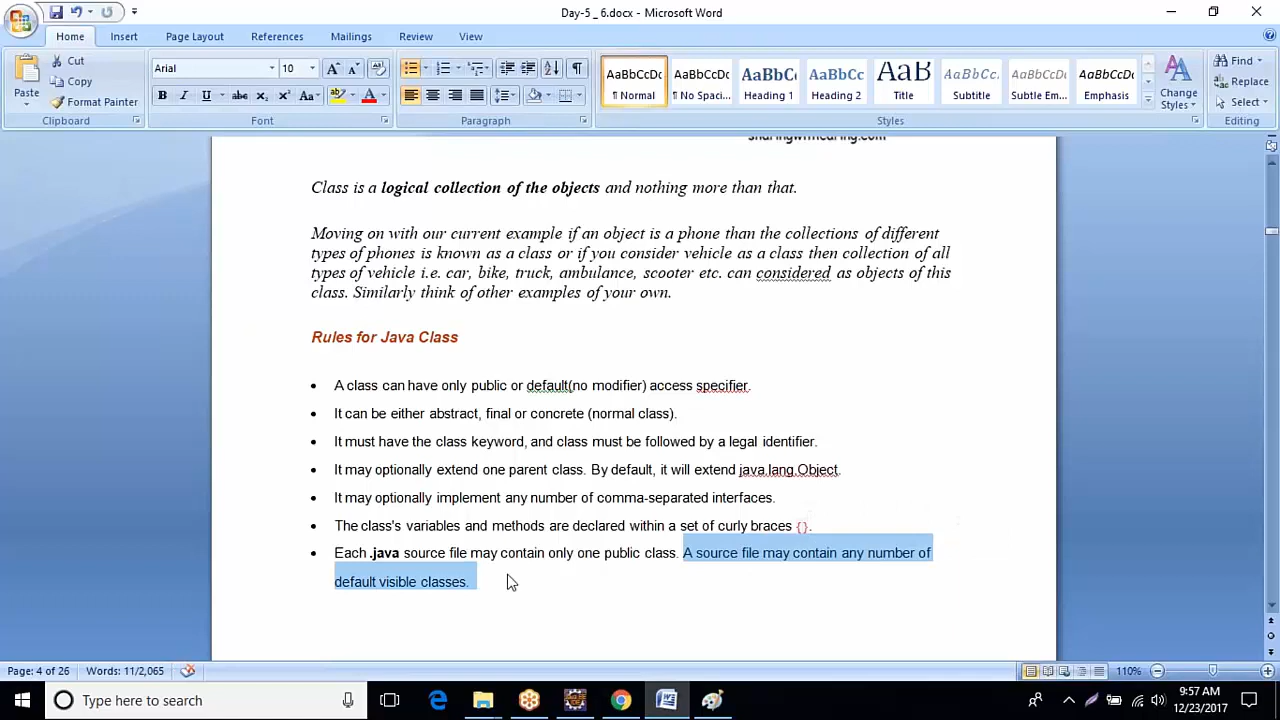 Day-5 _ 6.docx - Microsoft Word
Home Insert Page Layout References Mailings Review View
Paste
Cut
Copy
Format Painter
Clipboard
Arial 10
B I U abc X₂ X² Aa
Font
Paragraph
AaBbCcDc AaBbCcDc AaBbC AaBbCc AaB AaBbCc. AaBbCcDc AaBbCcDc
¶ Normal ¶ No Spaci... Heading 1 Heading 2 Title Subtitle Subtle Em... Emphasis
Change Styles
Styles
Find
Replace
Select
Editing
sharingwithcaring.com
Class is a logical collection of the objects and nothing more than that.
Moving on with our current example if an object is a phone than the collections of different
types of phones is known as a class or if you consider vehicle as a class then collection of all
types of vehicle i.e. car, bike, truck, ambulance, scooter etc. can considered as objects of this
class. Similarly think of other examples of your own.
Rules for Java Class
• A class can have only public or default(no modifier) access specifier.
• It can be either abstract, final or concrete (normal class).
• It must have the class keyword, and class must be followed by a legal identifier.
• It may optionally extend one parent class. By default, it will extend java.lang.Object.
• It may optionally implement any number of comma-separated interfaces.
• The class's variables and methods are declared within a set of curly braces {}.
• Each .java source file may contain only one public class. A source file may contain any number of
default visible classes.
Page: 4 of 26 Words: 11/2,065 110%
Type here to search
9:57 AM
12/23/2017